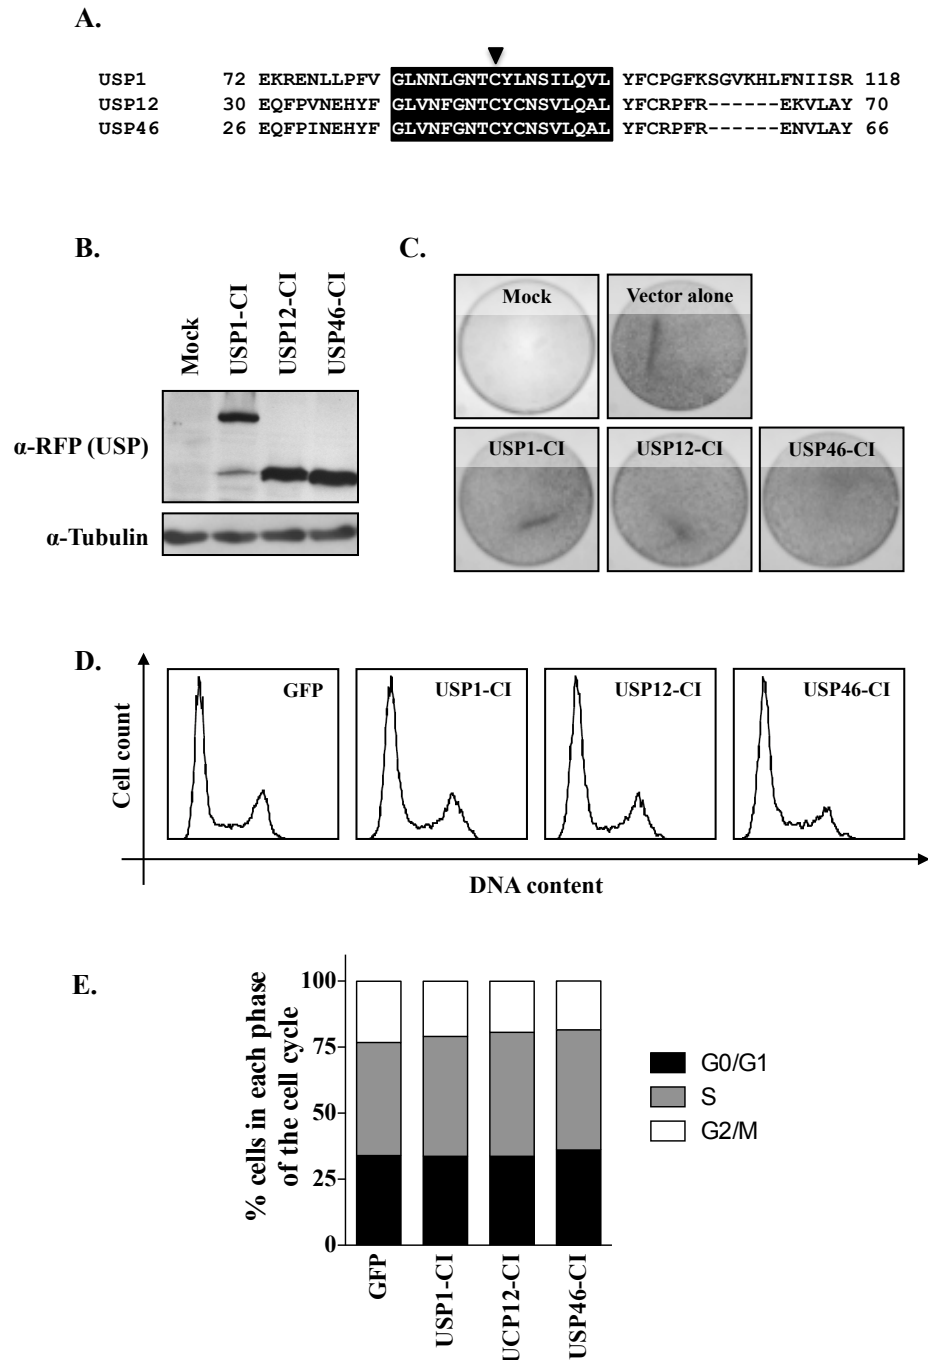 A.
USP1 72 EKRENLLPFV GLNNLGNTCYLNSILQVL YFCPGFKSGVKHLFNIISR 118
USP12 30 EQFPVNEHYF GLVNFGNTCYCNSVLQAL YFCRPFR------EKVLAY 70
USP46 26 EQFPINEHYF GLVNFGNTCYCNSVLQAL YFCRPFR------ENVLAY 66
B.
Mock
USP1-CI
USP12-CI
USP46-CI
α-RFP (USP)
α-Tubulin
C.
Mock
Vector alone
USP1-CI
USP12-CI
USP46-CI
D.
Cell count
GFP
USP1-CI
USP12-CI
USP46-CI
DNA content
E.
% cells in each phase
of the cell cycle
100
75
50
25
0
GFP
USP1-CI
UCP12-CI
USP46-CI
G0/G1
S
G2/M